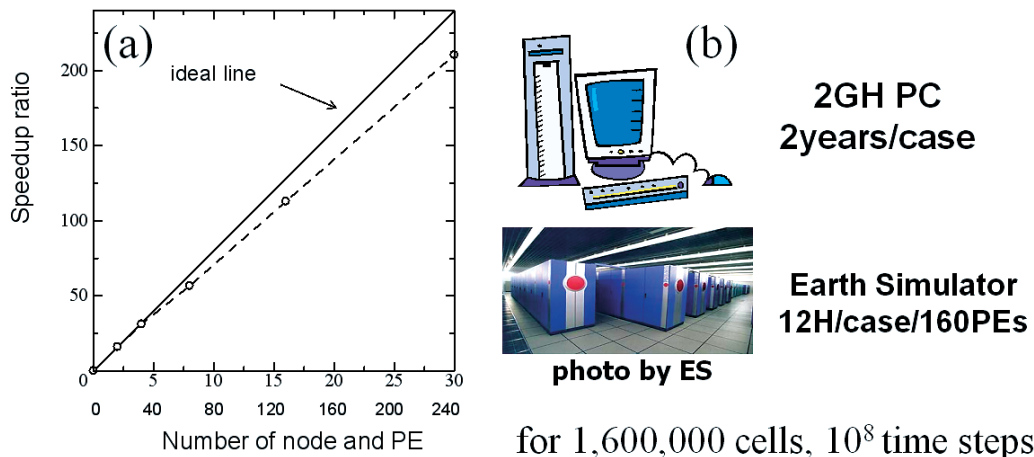 (a)
ideal line
Speedup ratio
200
150
100
50
0 5 10 15 20 25 30
0 40 80 120 160 200 240
Number of node and PE
(b)
2GH PC
2years/case
Earth Simulator
12H/case/160PEs
photo by ES
for 1,600,000 cells, 10⁸ time steps